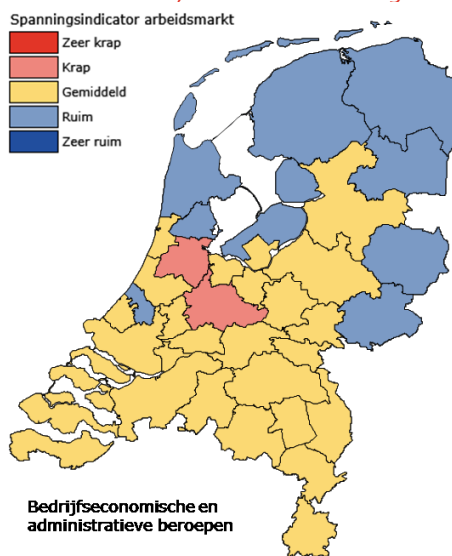 Spanningsindicator arbeidsmarkt
Zeer krap
Krap
Gemiddeld
Ruim
Zeer ruim
Bedrijfseconomische en
administratieve beroepen